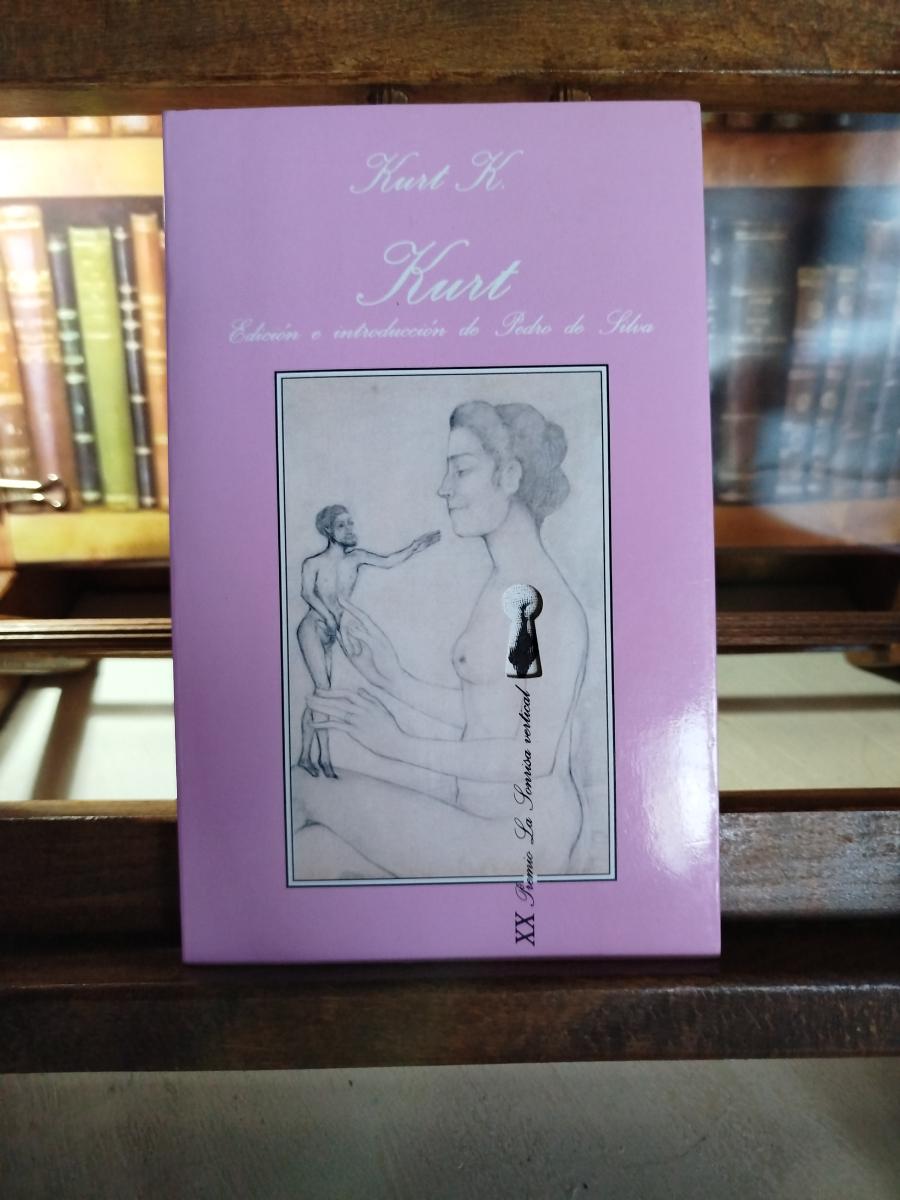 Kurt K.
Kurt
Edición e introducción de Pedro de Silva
XX Premio La Sonrisa vertical